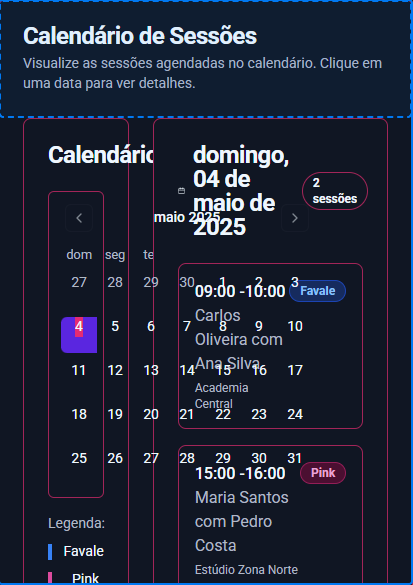 Calendário de Sessões
Visualize as sessões agendadas no calendário. Clique em
uma data para ver detalhes.
Calendário
maio 2025
dom seg te
27 28 29 30 1 2 3
4 5 6 7 8 9 10
11 12 13 14 15 16 17
18 19 20 21 22 23 24
25 26 27 28 29 30 31
Legenda:
Favale
Pink
domingo,
04 de
maio de
2025
2
sessões
09:00 -10:00 Favale
Carlos
Oliveira com
Ana Silva
Academia
Central
15:00 -16:00 Pink
Maria Santos
com Pedro
Costa
Estúdio Zona Norte